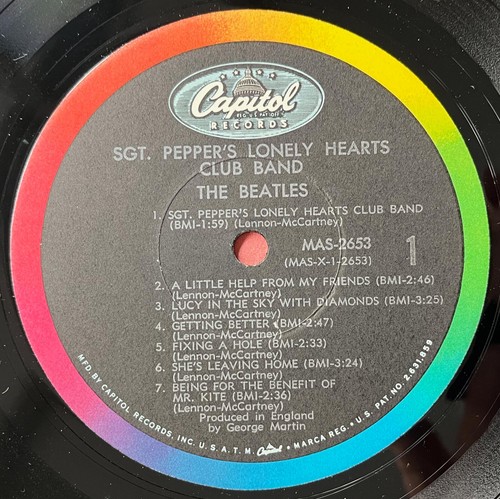 Capitol
REG. U.S. PAT. OFF.
RECORDS
SGT. PEPPER'S LONELY HEARTS
CLUB BAND
THE BEATLES
1. SGT. PEPPER'S LONELY HEARTS CLUB BAND
(BMI-1:59) (Lennon-McCartney)
MAS-2653
(MAS-X-1-2653)
1
2. A LITTLE HELP FROM MY FRIENDS (BMI-2:46)
(Lennon-McCartney)
3. LUCY IN THE SKY WITH DIAMONDS (BMI-3:25)
(Lennon-McCartney)
4. GETTING BETTER (BMI-2:47)
(Lennon-McCartney)
5. FIXING A HOLE (BMI-2:33)
(Lennon-McCartney)
6. SHE'S LEAVING HOME (BMI-3:24)
(Lennon-McCartney)
7. BEING FOR THE BENEFIT OF
MR. KITE (BMI-2:36)
(Lennon-McCartney)
Produced in England
by George Martin
MFD. BY CAPITOL RECORDS, INC. U.S.A. T.M. Capitol • MARCA REG. • U.S. PAT. NO. 2,631,859